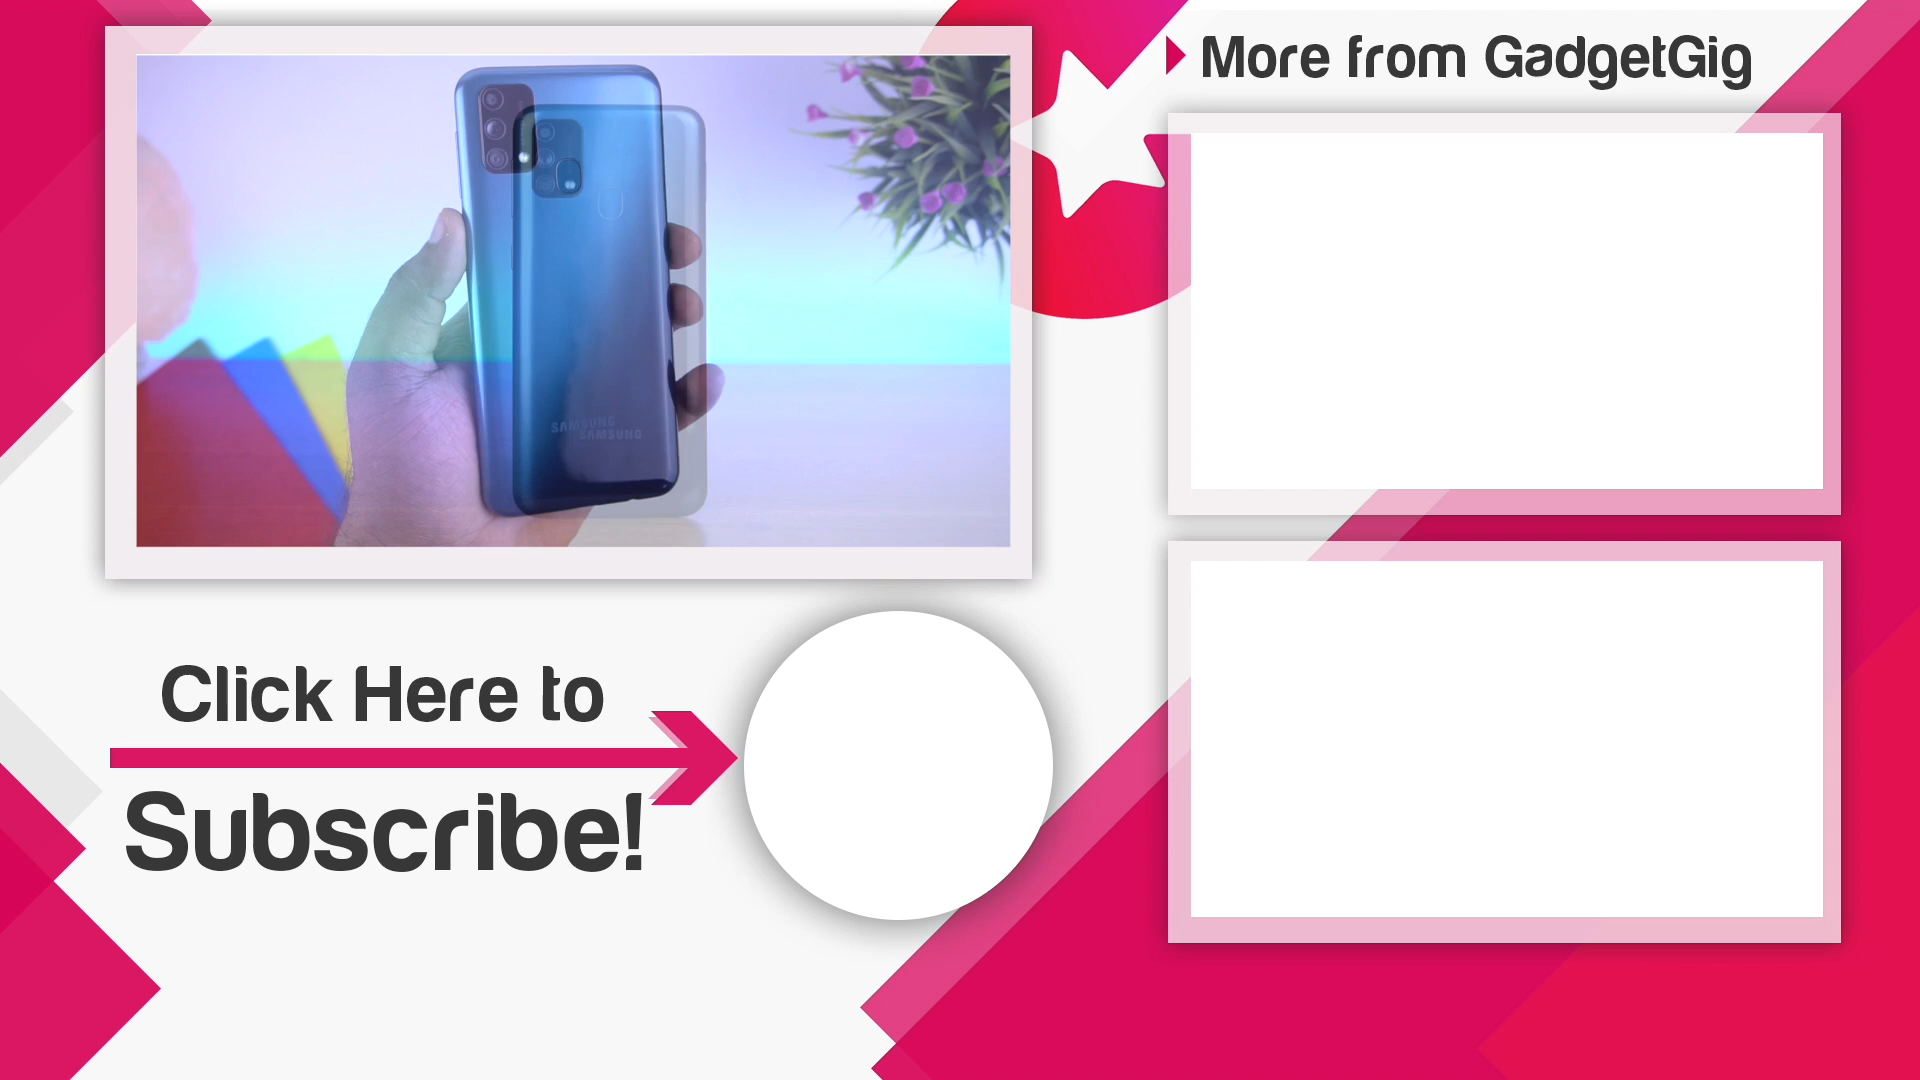 More from GadgetGig
SAMSUNG
SAMSUNG
Click Here to
Subscribe!